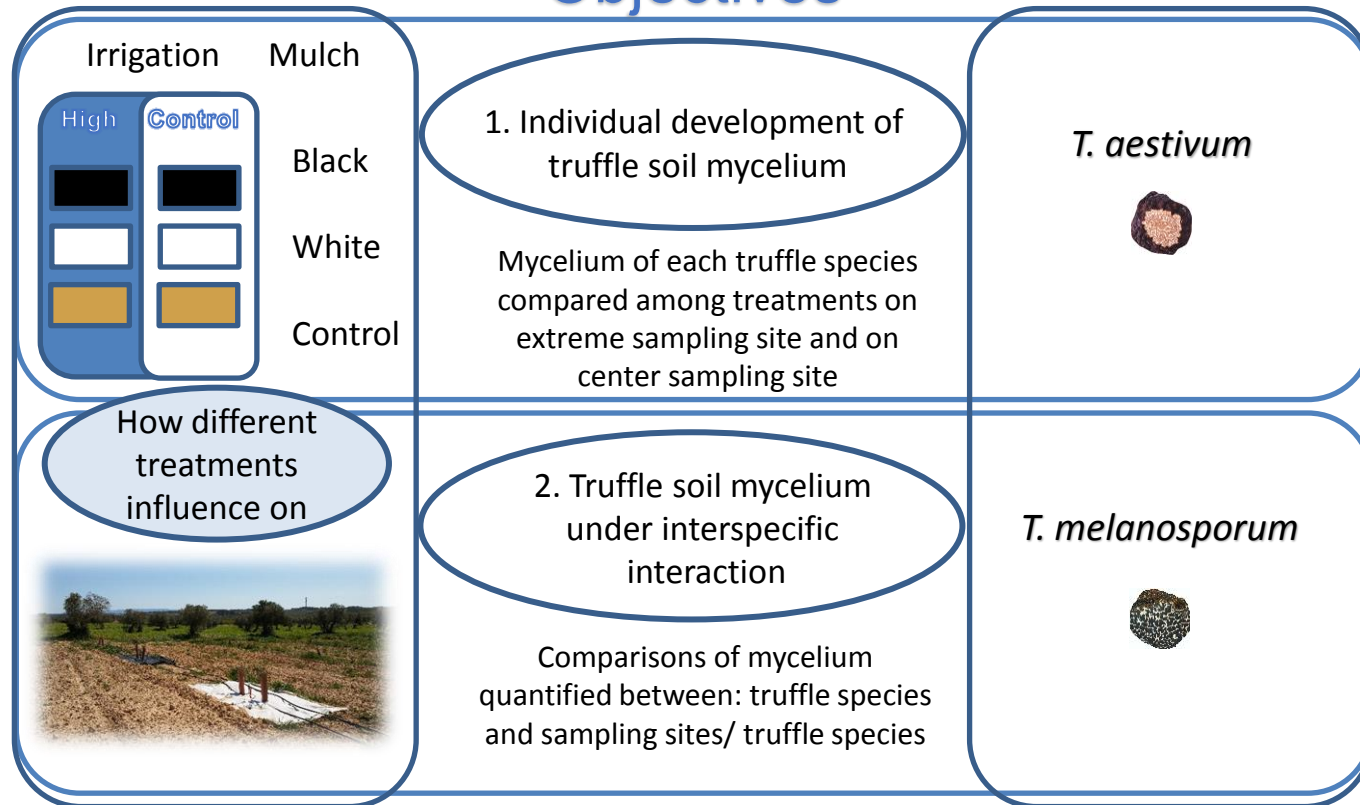 Objectives
Irrigation Mulch
High Control
Black
White
Control
How different
treatments
influence on
1. Individual development of
truffle soil mycelium
Mycelium of each truffle species
compared among treatments on
extreme sampling site and on
center sampling site
2. Truffle soil mycelium
under interspecific
interaction
Comparisons of mycelium
quantified between: truffle species
and sampling sites/ truffle species
T. aestivum
T. melanosporum